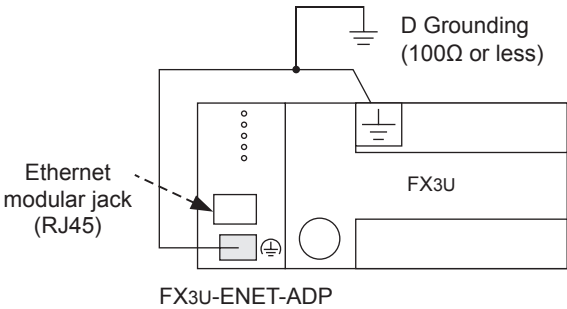 D Grounding
(100Ω or less)
Ethernet
modular jack
(RJ45)
FX3U
FX3U-ENET-ADP